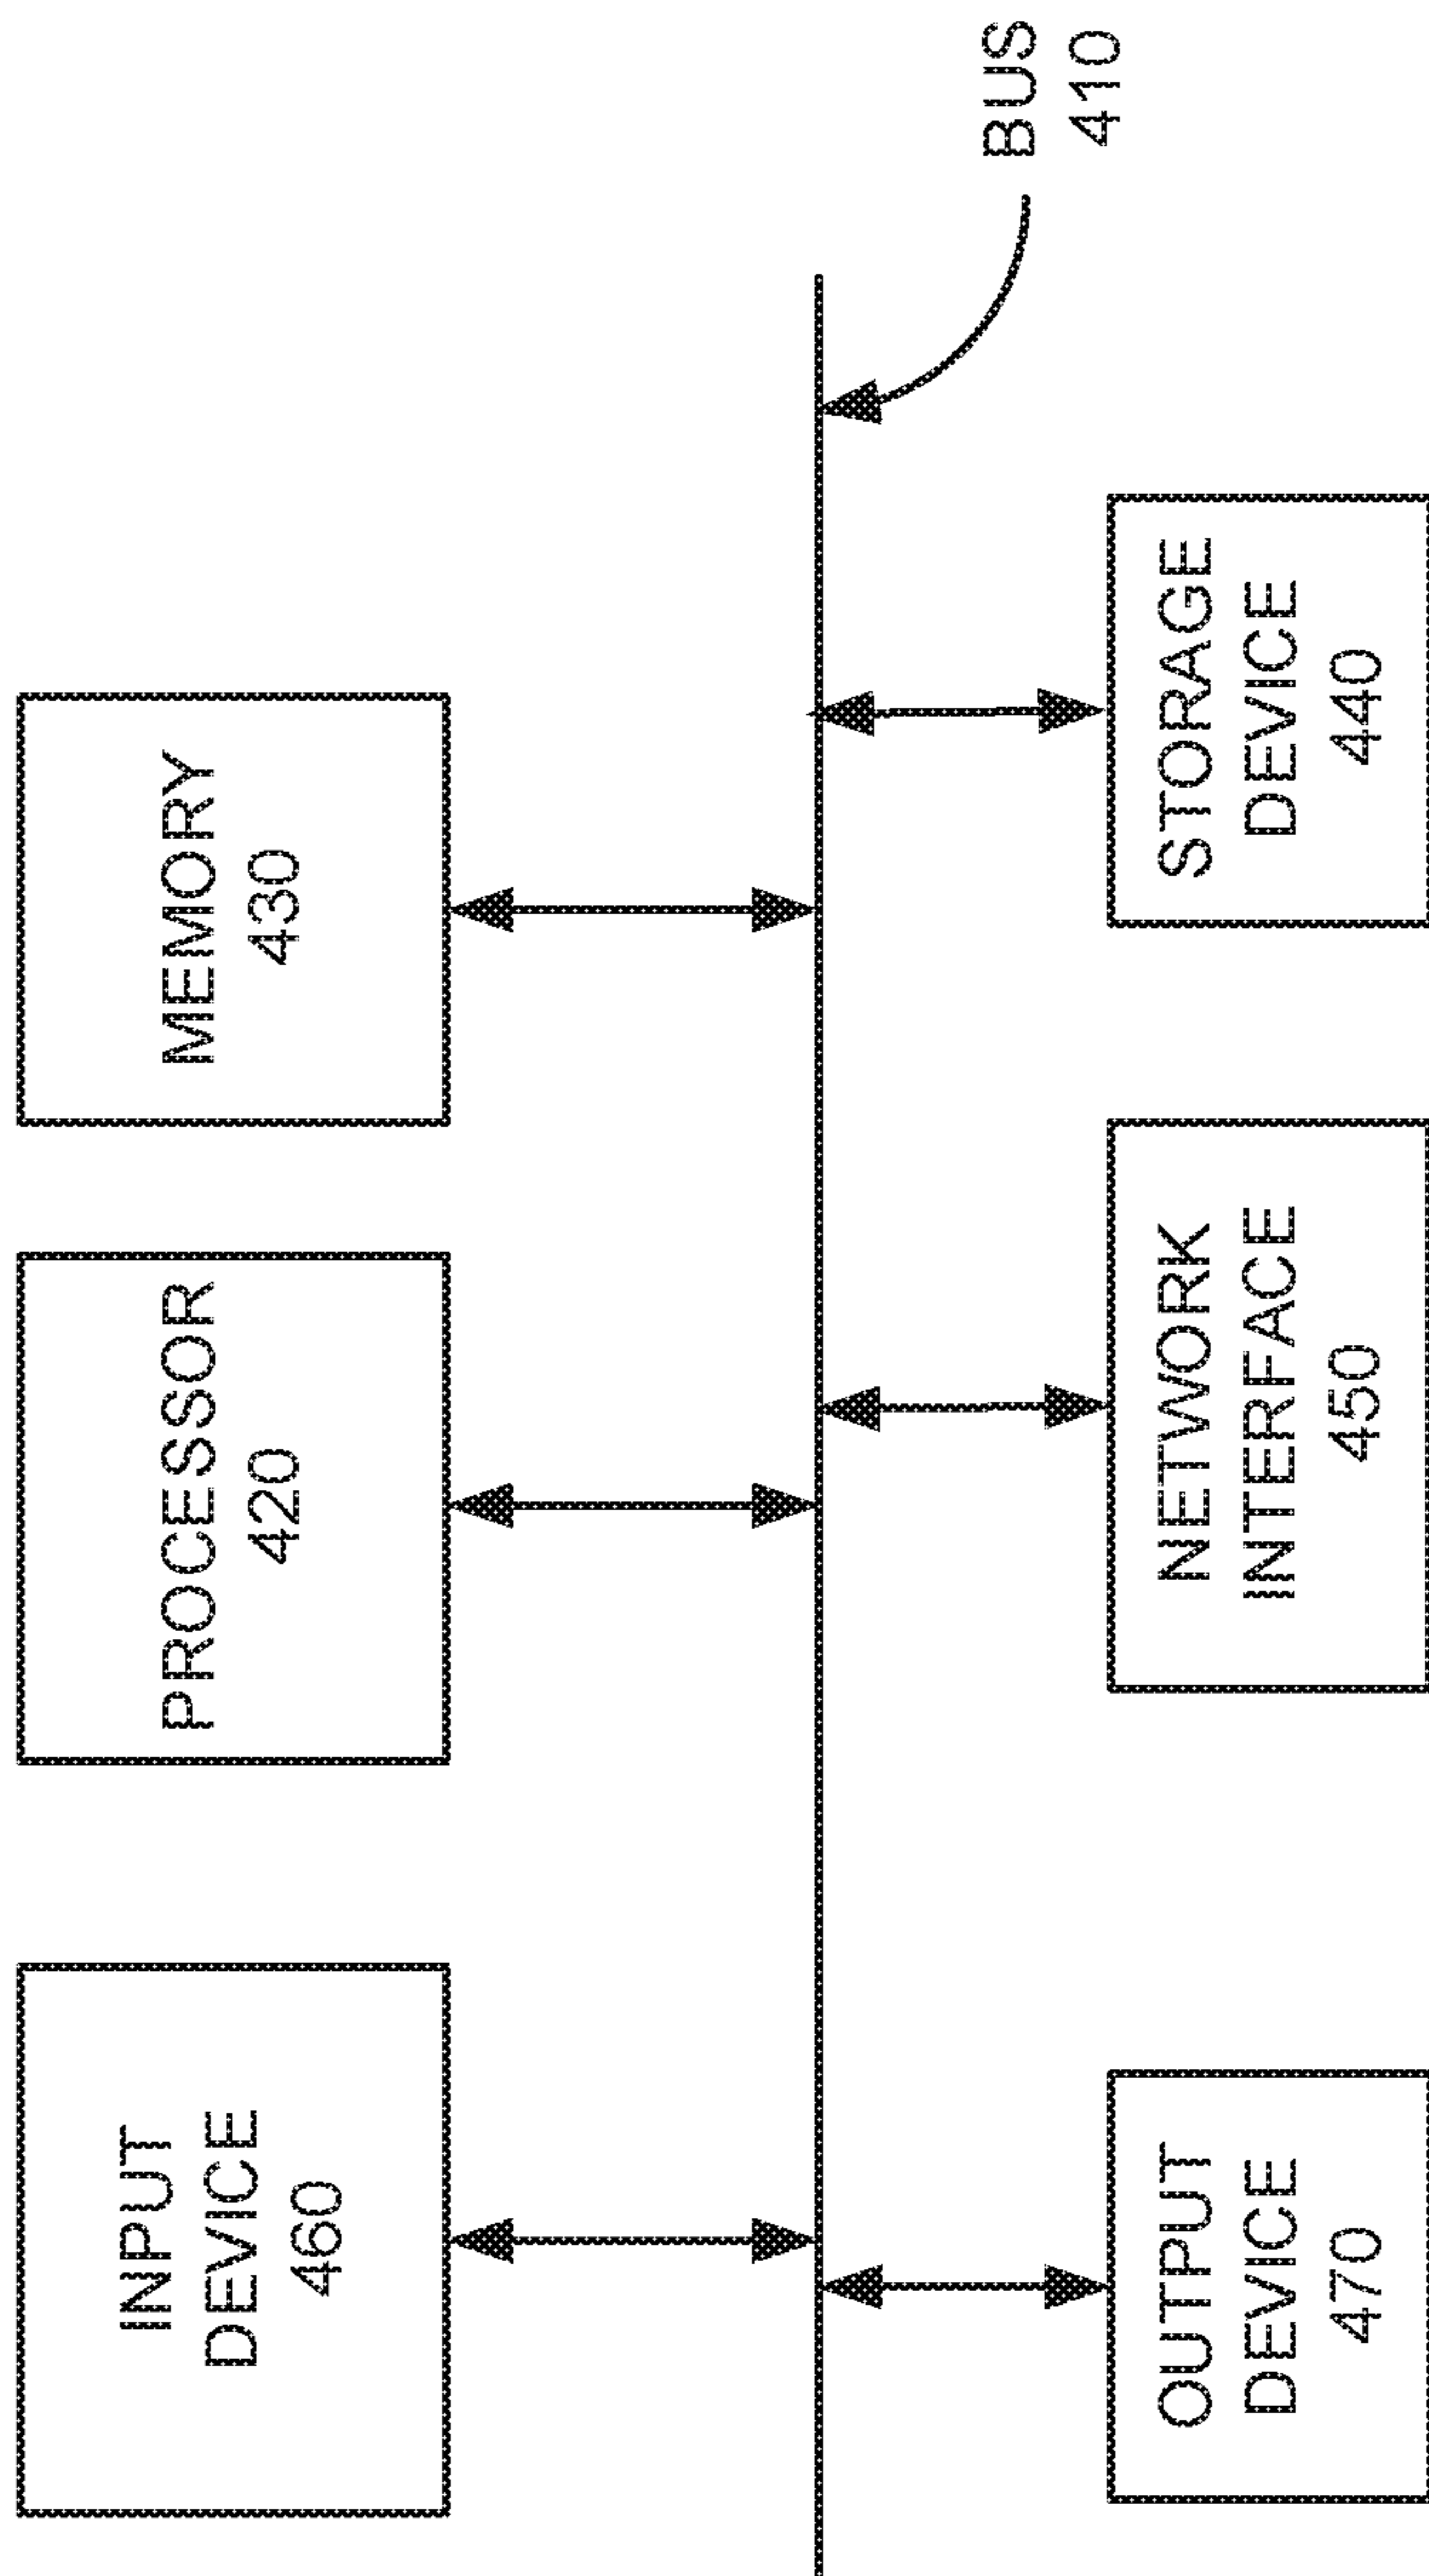 INPUT
DEVICE
460
PROCESSOR
420
MEMORY
430
BUS
410
OUTPUT
DEVICE
470
NETWORK
INTERFACE
450
STORAGE
DEVICE
440